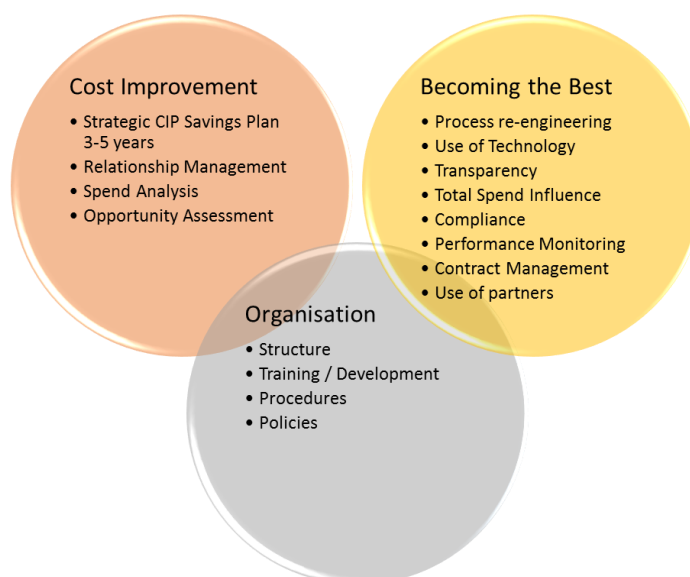 Cost Improvement
• Strategic CIP Savings Plan
3-5 years
• Relationship Management
• Spend Analysis
• Opportunity Assessment
Becoming the Best
• Process re-engineering
• Use of Technology
• Transparency
• Total Spend Influence
• Compliance
• Performance Monitoring
• Contract Management
• Use of partners
Organisation
• Structure
• Training / Development
• Procedures
• Policies